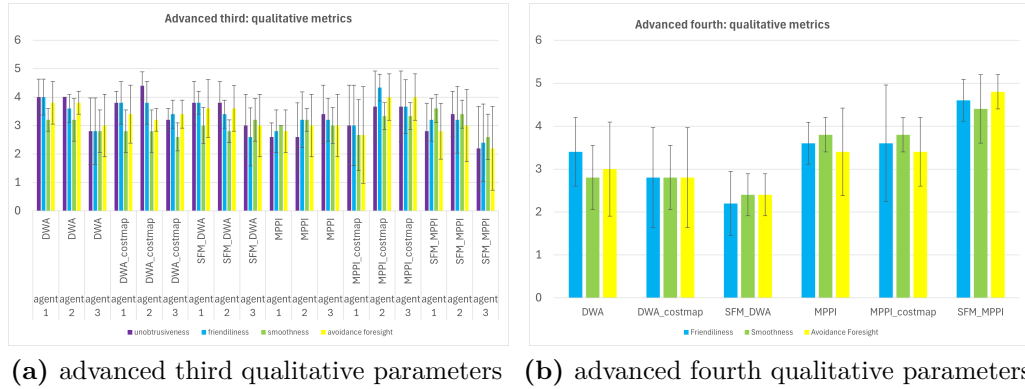 Advanced third: qualitative metrics
6
5
4
3
2
1
0
DWA
DWA
DWA
DWA_costmap
DWA_costmap
DWA_costmap
SFM_DWA
SFM_DWA
SFM_DWA
MPPI
MPPI
MPPI
MPPI_costmap
MPPI_costmap
MPPI_costmap
SFM_MPPI
SFM_MPPI
SFM_MPPI
agent agent agent agent agent agent agent agent agent agent agent agent agent agent agent agent agent agent
1 2 3 1 2 3 1 2 3 1 2 3 1 2 3 1 2 3
unobtrusiveness friendiliness smoothness avoidance foresight
(a) advanced third qualitative parameters
Advanced fourth: qualitative metrics
6
5
4
3
2
1
0
DWA DWA_costmap SFM_DWA MPPI MPPI_costmap SFM_MPPI
Friendiliness Smoothness Avoidance Foresight
(b) advanced fourth qualitative parameters